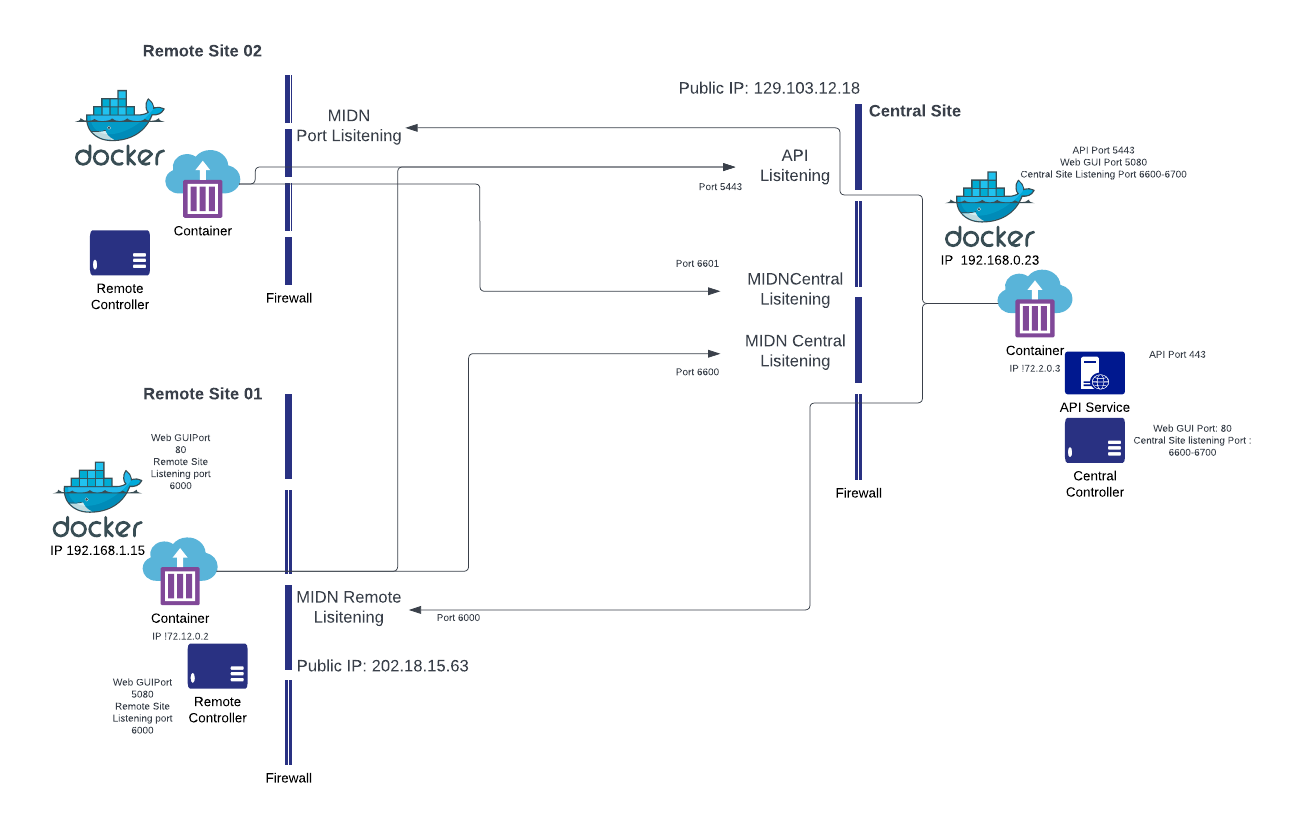 Remote Site 02
docker
Container
Remote
Controller
Firewall
MIDN
Port Lisitening
Public IP: 129.103.12.18
Central Site
API
Lisitening
Port 5443
Port 6601
MIDNCentral
Lisitening
MIDN Central
Lisitening
Port 6600
API Port 5443
Web GUI Port 5080
Central Site Listening Port 6600-6700
docker
IP 192.168.0.23
Container
IP !72.2.0.3
API Port 443
API Service
Web GUI Port: 80
Central Site listening Port :
6600-6700
Central
Controller
Firewall
Remote Site 01
Web GUIPort
80
Remote Site
Listening port
6000
docker
IP 192.168.1.15
Container
IP !72.12.0.2
MIDN Remote
Lisitening
Port 6000
Public IP: 202.18.15.63
Web GUIPort
5080
Remote Site
Listening port
6000
Remote
Controller
Firewall